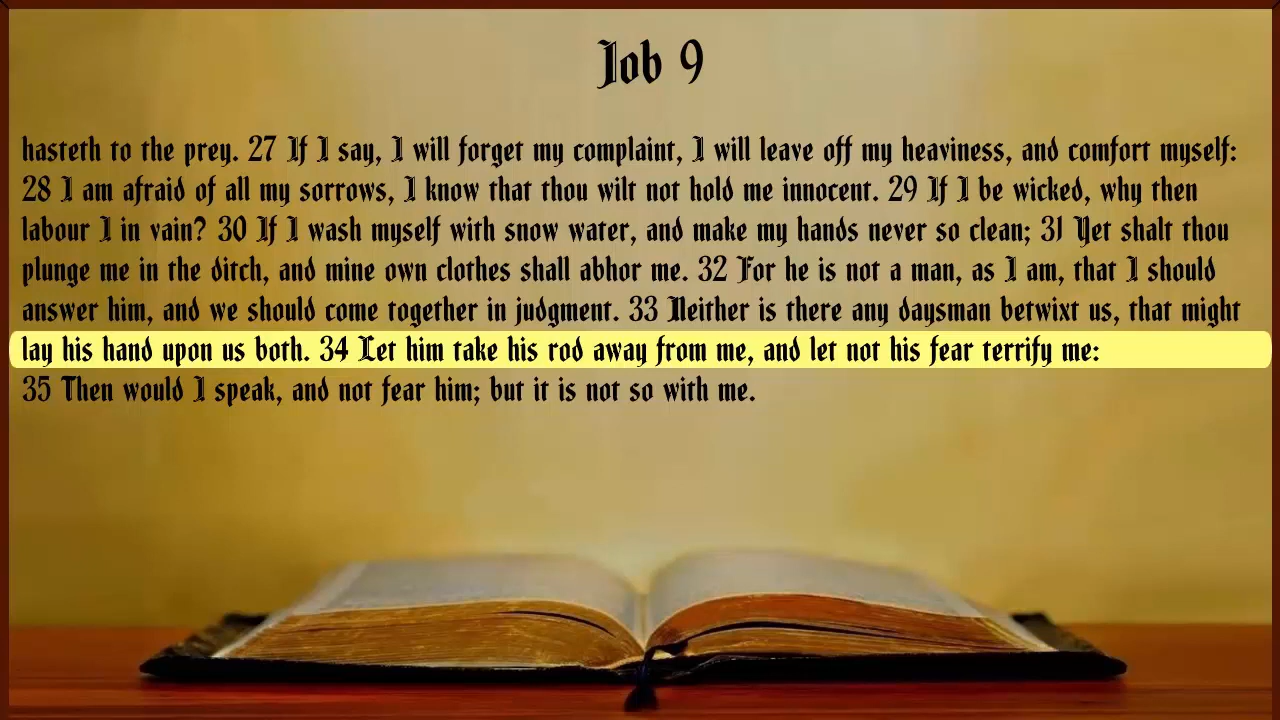 Job 9
hasteth to the prey. 27 If I say, I will forget my complaint, I will leave off my heaviness, and comfort myself:
28 I am afraid of all my sorrows, I know that thou wilt not hold me innocent. 29 If I be wicked, why then
labour I in vain? 30 If I wash myself with snow water, and make my hands never so clean; 31 Yet shalt thou
plunge me in the ditch, and mine own clothes shall abhor me. 32 For he is not a man, as I am, that I should
answer him, and we should come together in judgment. 33 Neither is there any daysman betwixt us, that might
lay his hand upon us both. 34 Let him take his rod away from me, and let not his fear terrify me:
35 Then would I speak, and not fear him; but it is not so with me.